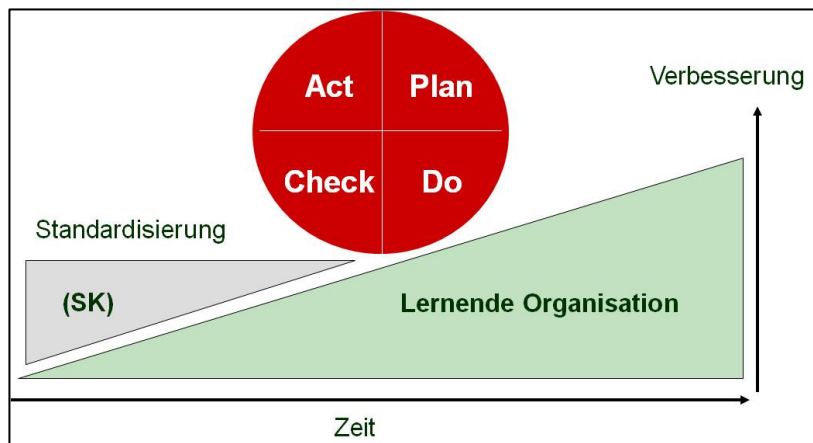 Act
Plan
Verbesserung
Check
Do
Standardisierung
(SK)
Lernende Organisation
Zeit